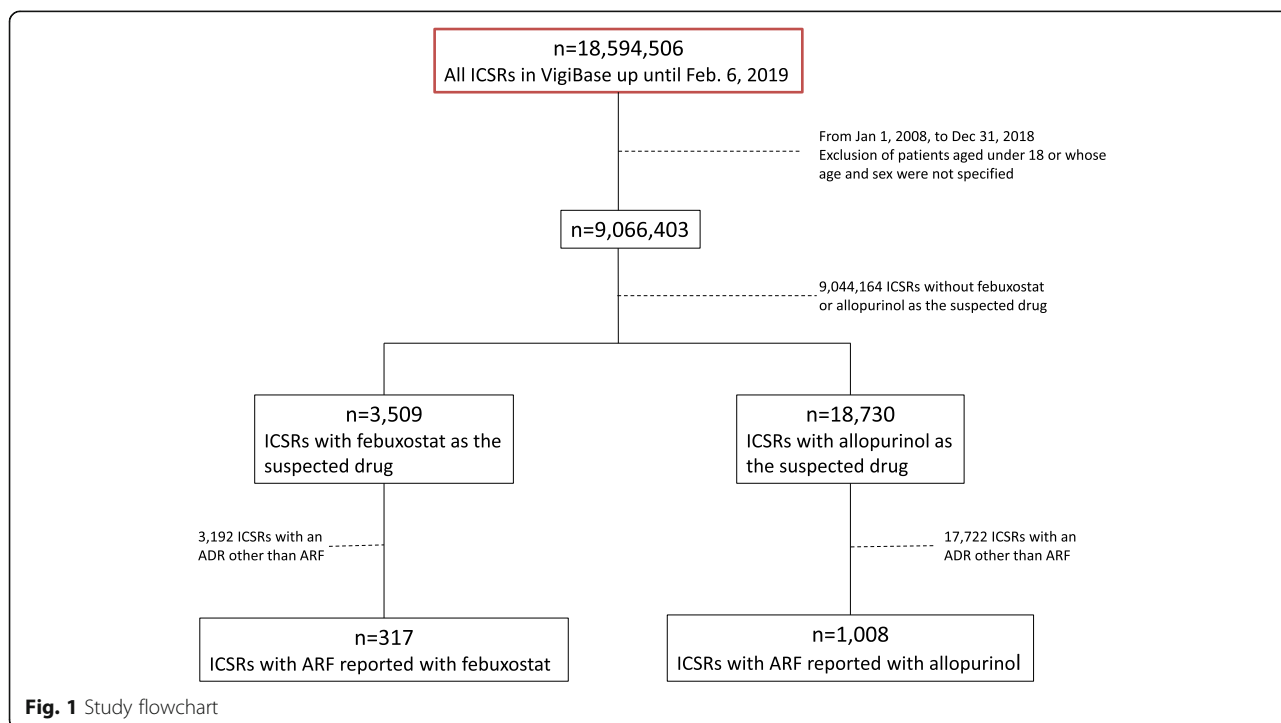 n=18,594,506
All ICSRs in VigiBase up until Feb. 6, 2019
From Jan 1, 2008, to Dec 31, 2018
Exclusion of patients aged under 18 or whose
age and sex were not specified
n=9,066,403
9,044,164 ICSRs without febuxostat
or allopurinol as the suspected drug
n=3,509
ICSRs with febuxostat as the
suspected drug
n=18,730
ICSRs with allopurinol as
the suspected drug
3,192 ICSRs with an
ADR other than ARF
17,722 ICSRs with an
ADR other than ARF
n=317
ICSRs with ARF reported with febuxostat
n=1,008
ICSRs with ARF reported with allopurinol
Fig. 1 Study flowchart